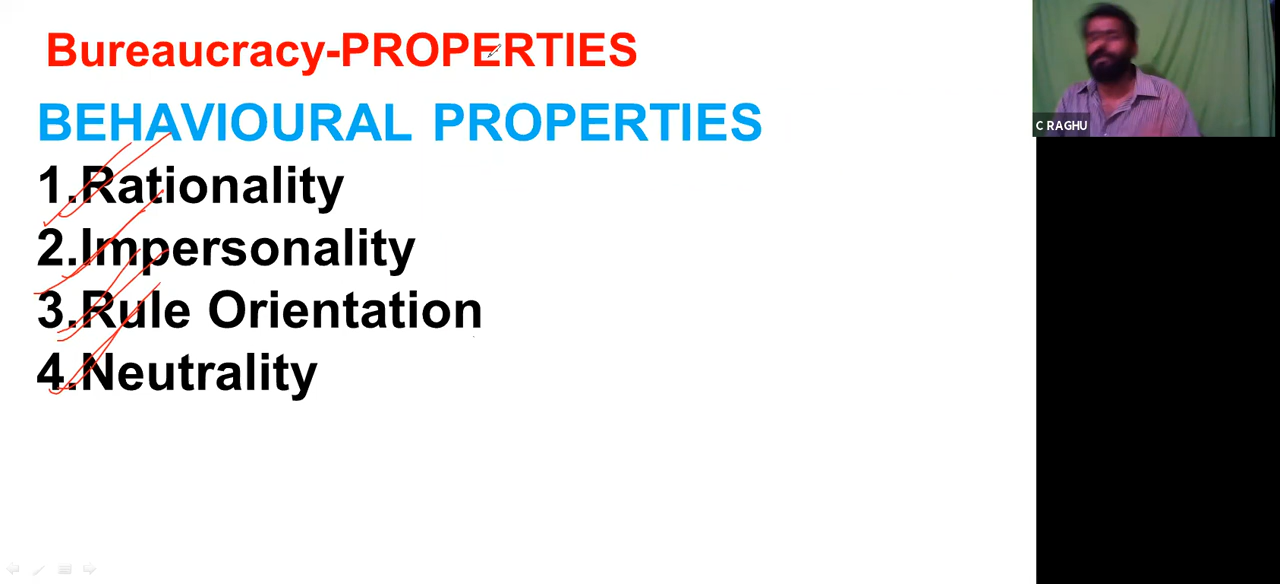 Bureaucracy-PROPERTIES
BEHAVIOURAL PROPERTIES
1.Rationality
2.Impersonality
3.Rule Orientation
4.Neutrality
C RAGHU